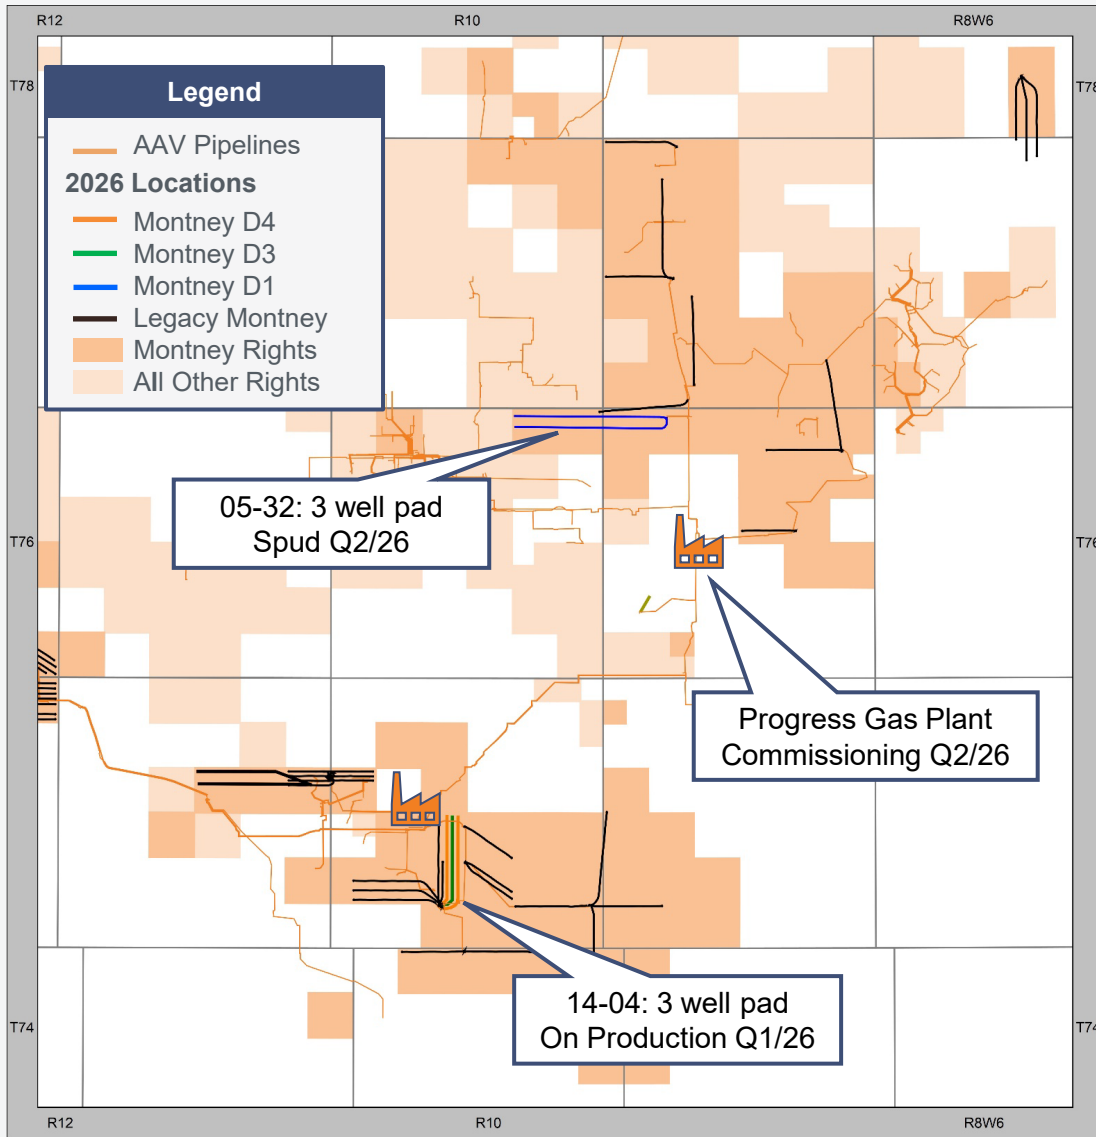 R12
R10
R8W6
T78
T78
Legend
AAV Pipelines
2026 Locations
Montney D4
Montney D3
Montney D1
Legacy Montney
Montney Rights
All Other Rights
05-32: 3 well pad
Spud Q2/26
T76
T76
Progress Gas Plant
Commissioning Q2/26
14-04: 3 well pad
On Production Q1/26
T74
T74
R12
R10
R8W6